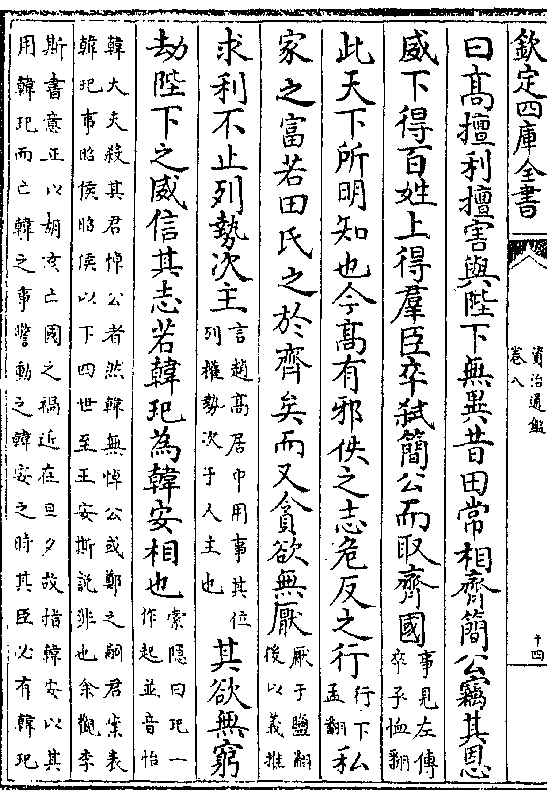 欽定四庫全書
資治通鑑
卷八
十四
曰髙擅利擅害與陛下無異昔田常相齊簡公竊其恩
威下得百姓上得羣臣卒弑簡公而取齊國
事見左傳
卒子恤翻
此天下所明知也今髙有邪佚之志危反之行
行下
孟翻
私
家之富若田氏之於齊矣而又貪欲無厭
厭于鹽翻
後以義推
求利不止列勢次主
言趙髙居中用事其位
列權勢次于人主也
其欲無窮
劫陛下之威信其志若韓玘為韓安相也
索隠曰玘一
作起並音怡
韓大夫殺其君悼公者然韓無悼公或鄭之嗣君案表
韓玘事昭侯昭侯以下四世至王安斯說非也余觀李
斯書意正以胡亥亡國之禍近在旦夕故指韓安以其
用韓玘而亡韓之事警動之韓安之時其臣必有韓玘